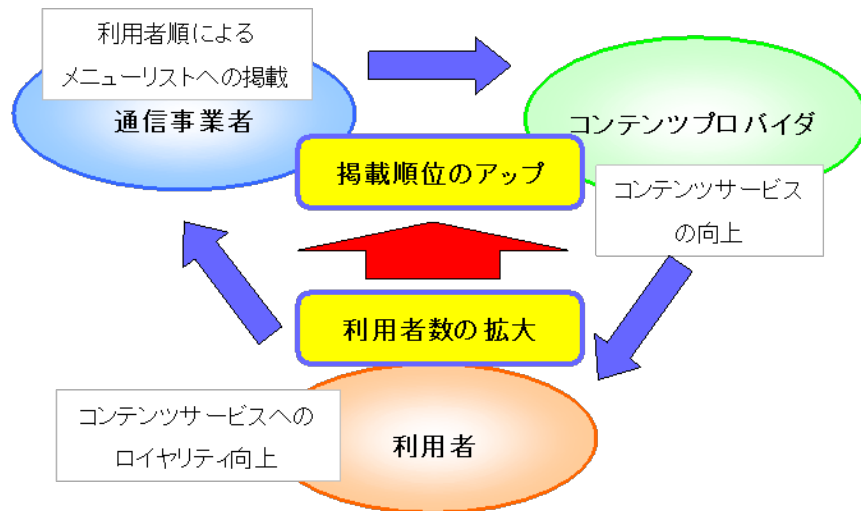 利用者順による
メニューリストへの掲載
通信事業者
コンテンツプロバイダ
掲載順位のアップ
コンテンツサービス
の向上
利用者数の拡大
コンテンツサービスへの
ロイヤリティ向上
利用者